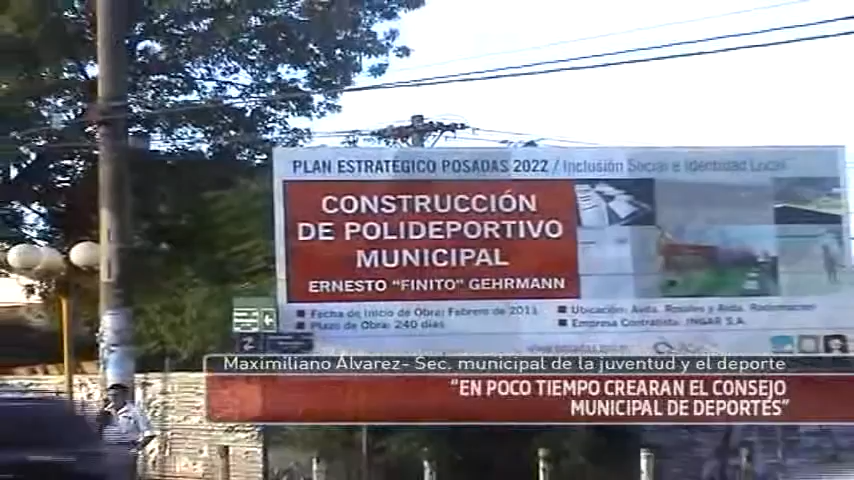 PLAN ESTRATÉGICO POSADAS 2022 / Inclusión Social e Identidad Local
CONSTRUCCIÓN
DE POLIDEPORTIVO
MUNICIPAL
ERNESTO "FINITO" GEHRMANN
Fecha de Inicio de Obra: Febrero de 2011
Plazo de Obra: 240 días
Ubicación: Avda. Rosales y Avda.
Empresa Contratista: INGAR S.A.
Maximiliano Álvarez- Sec. municipal de la juventud y el deporte
"EN POCO TIEMPO CREARAN EL CONSEJO
MUNICIPAL DE DEPORTES"